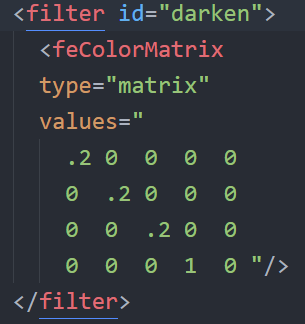 <filter id="darken">
<feColorMatrix
type="matrix"
values="
.2 0 0 0 0
0 .2 0 0 0
0 0 .2 0 0
0 0 0 1 0 "/>
</filter>